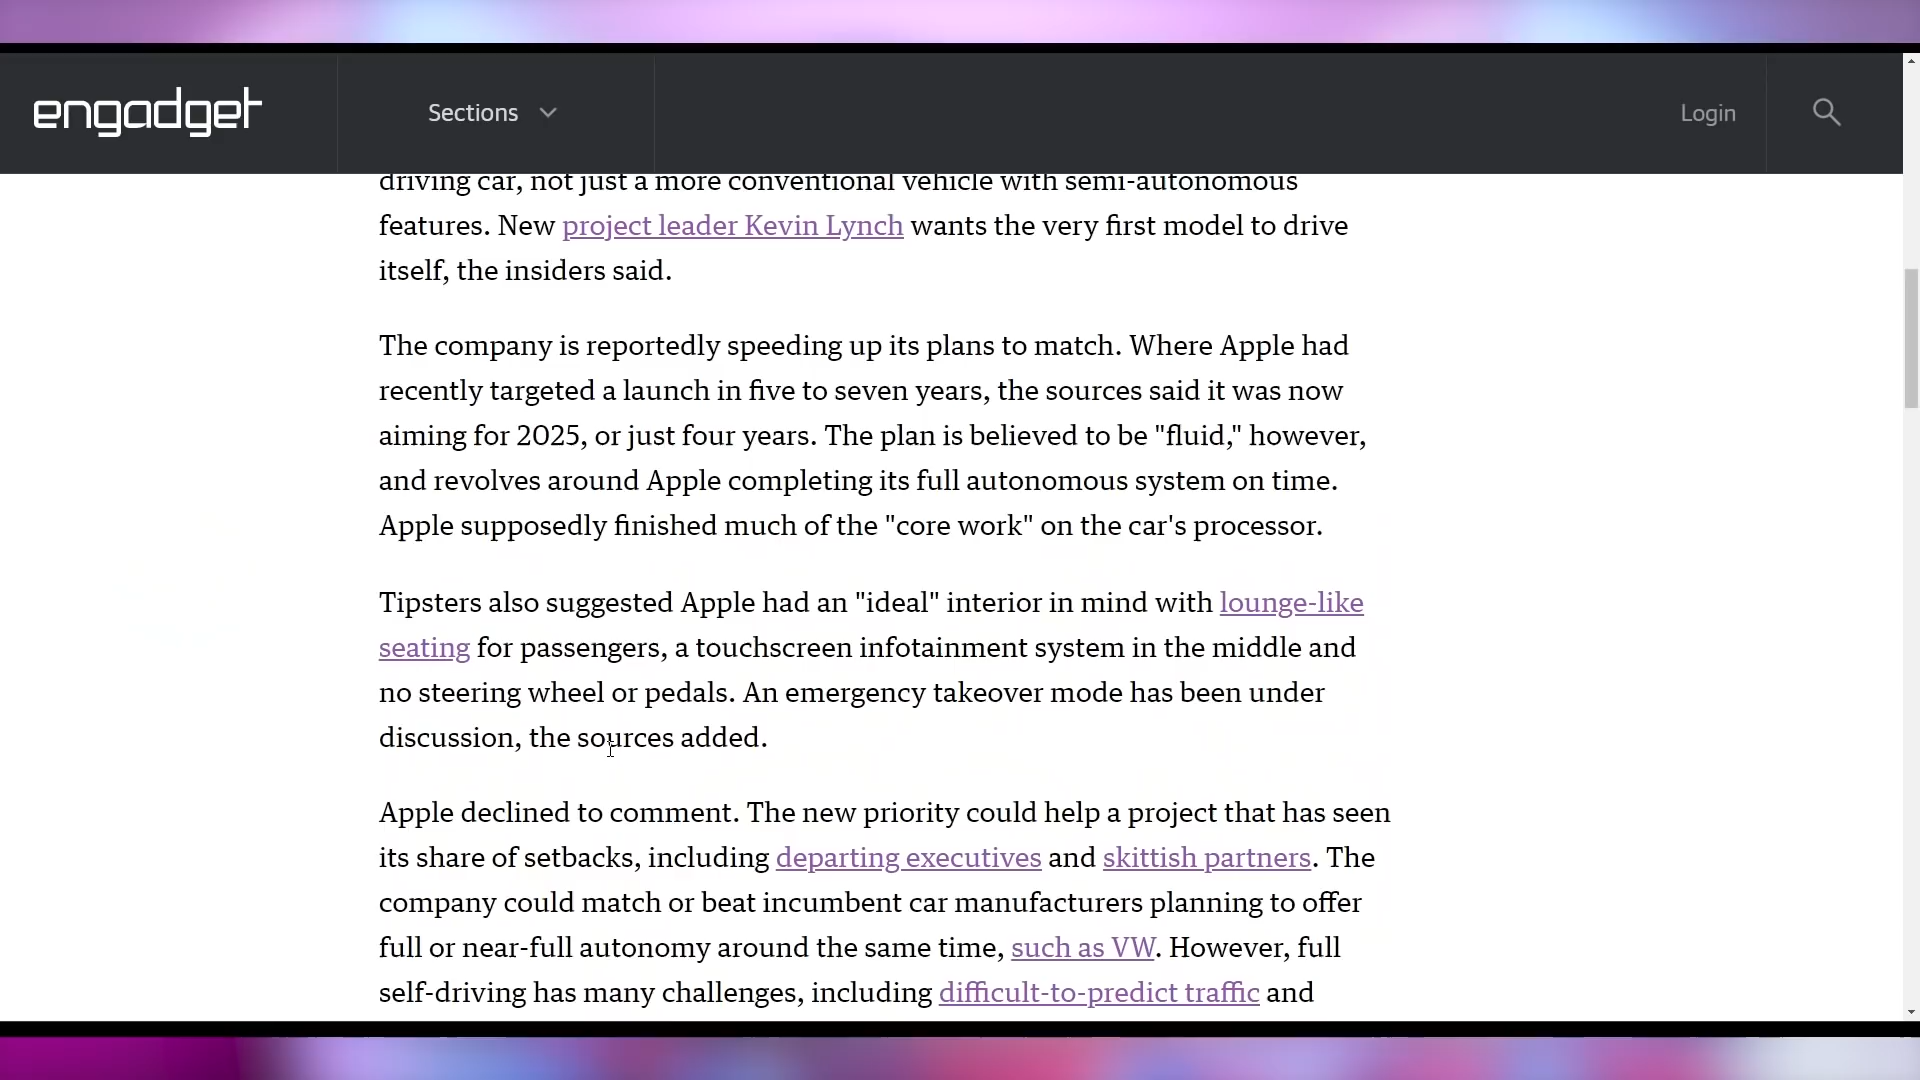 engadget
Sections
Login
driving car, not just a more conventional vehicle with semi-autonomous
features. New project leader Kevin Lynch wants the very first model to drive
itself, the insiders said.
The company is reportedly speeding up its plans to match. Where Apple had
recently targeted a launch in five to seven years, the sources said it was now
aiming for 2025, or just four years. The plan is believed to be "fluid," however,
and revolves around Apple completing its full autonomous system on time.
Apple supposedly finished much of the "core work" on the car's processor.
Tipsters also suggested Apple had an "ideal" interior in mind with lounge-like
seating for passengers, a touchscreen infotainment system in the middle and
no steering wheel or pedals. An emergency takeover mode has been under
discussion, the sources added.
Apple declined to comment. The new priority could help a project that has seen
its share of setbacks, including departing executives and skittish partners. The
company could match or beat incumbent car manufacturers planning to offer
full or near-full autonomy around the same time, such as VW. However, full
self-driving has many challenges, including difficult-to-predict traffic and